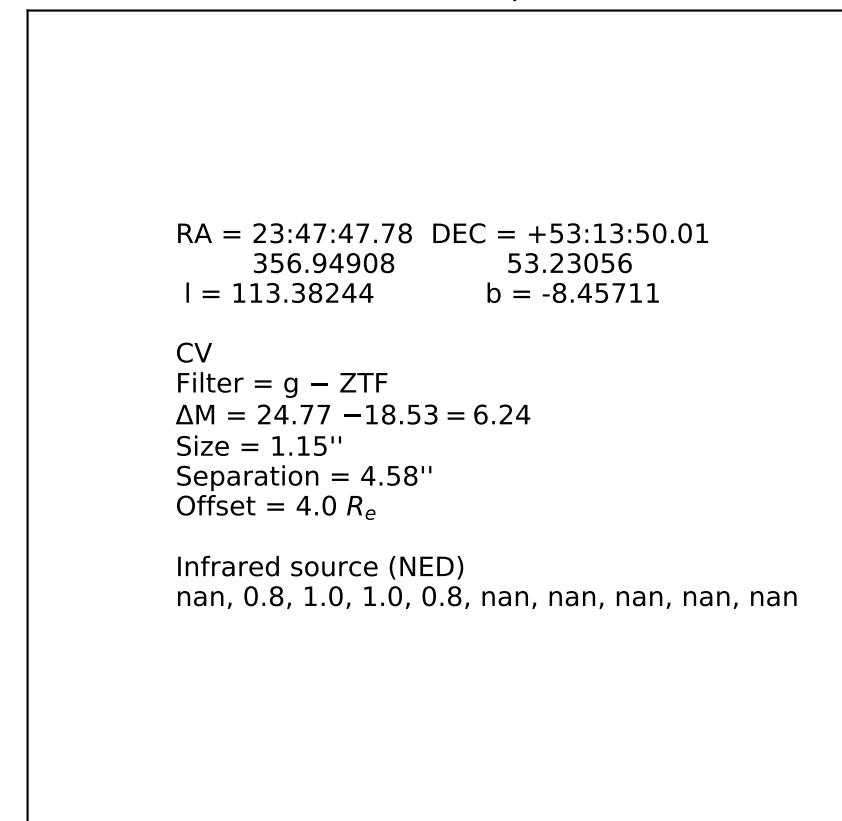 RA = 23:47:47.78 DEC = +53:13:50.01
356.94908 53.23056
l = 113.38244 b = -8.45711
CV
Filter = g − ZTF
ΔM = 24.77 −18.53 = 6.24
Size = 1.15''
Separation = 4.58''
Offset = 4.0 Re
Infrared source (NED)
nan, 0.8, 1.0, 1.0, 0.8, nan, nan, nan, nan, nan